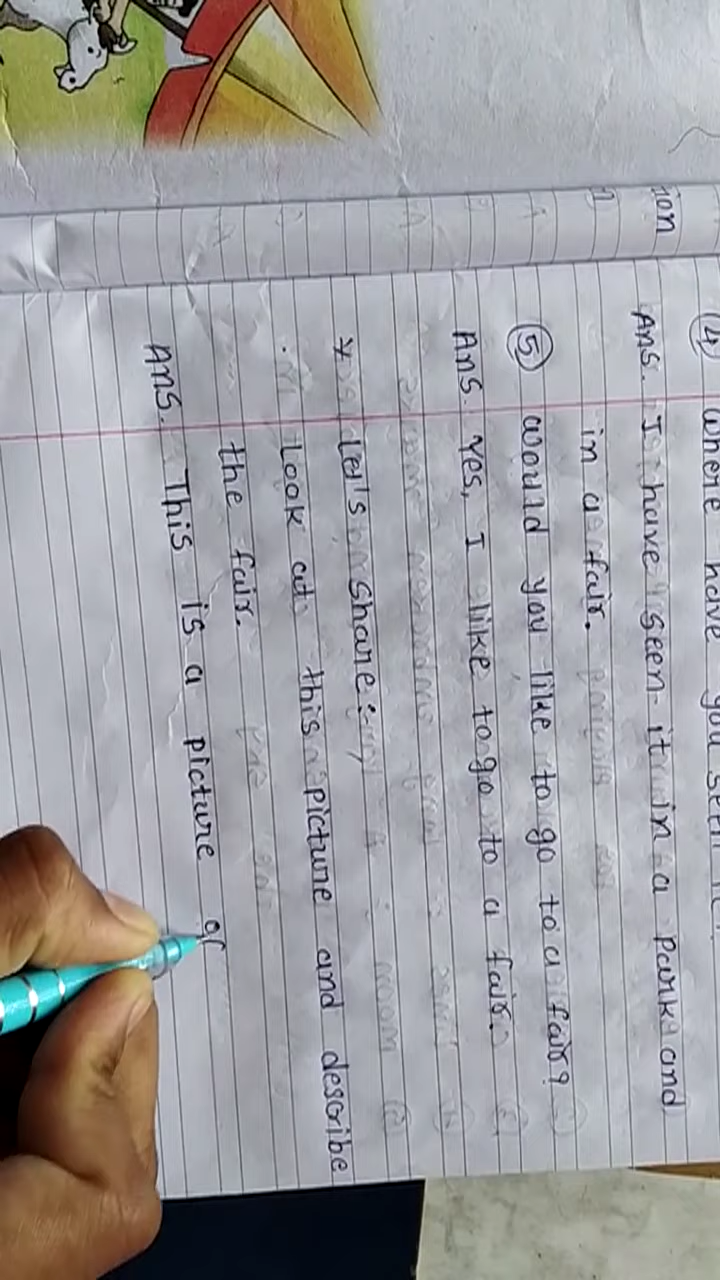 tion
④ where have you seen it?
Ans. I have seen it in a park and
in a fair.
⑤ would you like to go to a fair?
Ans. Yes, I like to go to a fair.
* Let's share :
. Look at this picture and describe
the fair.
Ans. This is a picture of